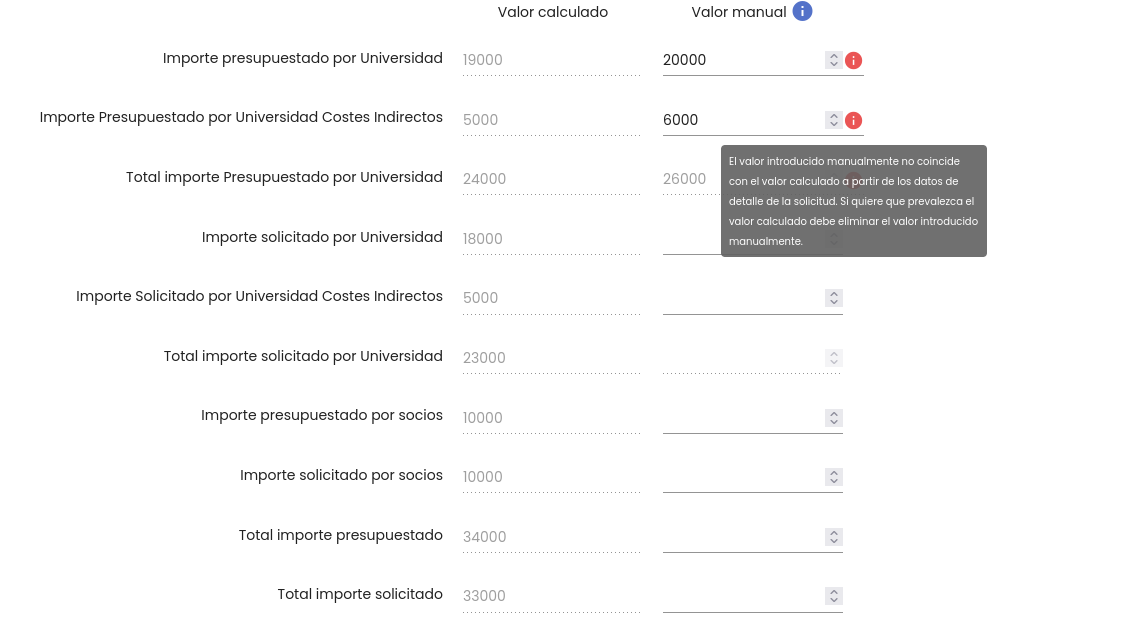 Valor calculado Valor manual
Importe presupuestado por Universidad 19000 20000
Importe Presupuestado por Universidad Costes Indirectos 5000 6000
Total importe Presupuestado por Universidad 24000 26000
El valor introducido manualmente no coincide
con el valor calculado a partir de los datos de
detalle de la solicitud. Si quiere que prevalezca el
valor calculado debe eliminar el valor introducido
manualmente.
Importe solicitado por Universidad 18000
Importe Solicitado por Universidad Costes Indirectos 5000
Total importe solicitado por Universidad 23000
Importe presupuestado por socios 10000
Importe solicitado por socios 10000
Total importe presupuestado 34000
Total importe solicitado 33000